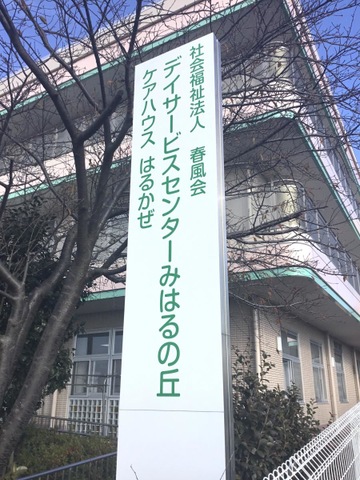 社会福祉法人 春風会
デイサービスセンターみはるの丘
ケアハウス はるかぜ